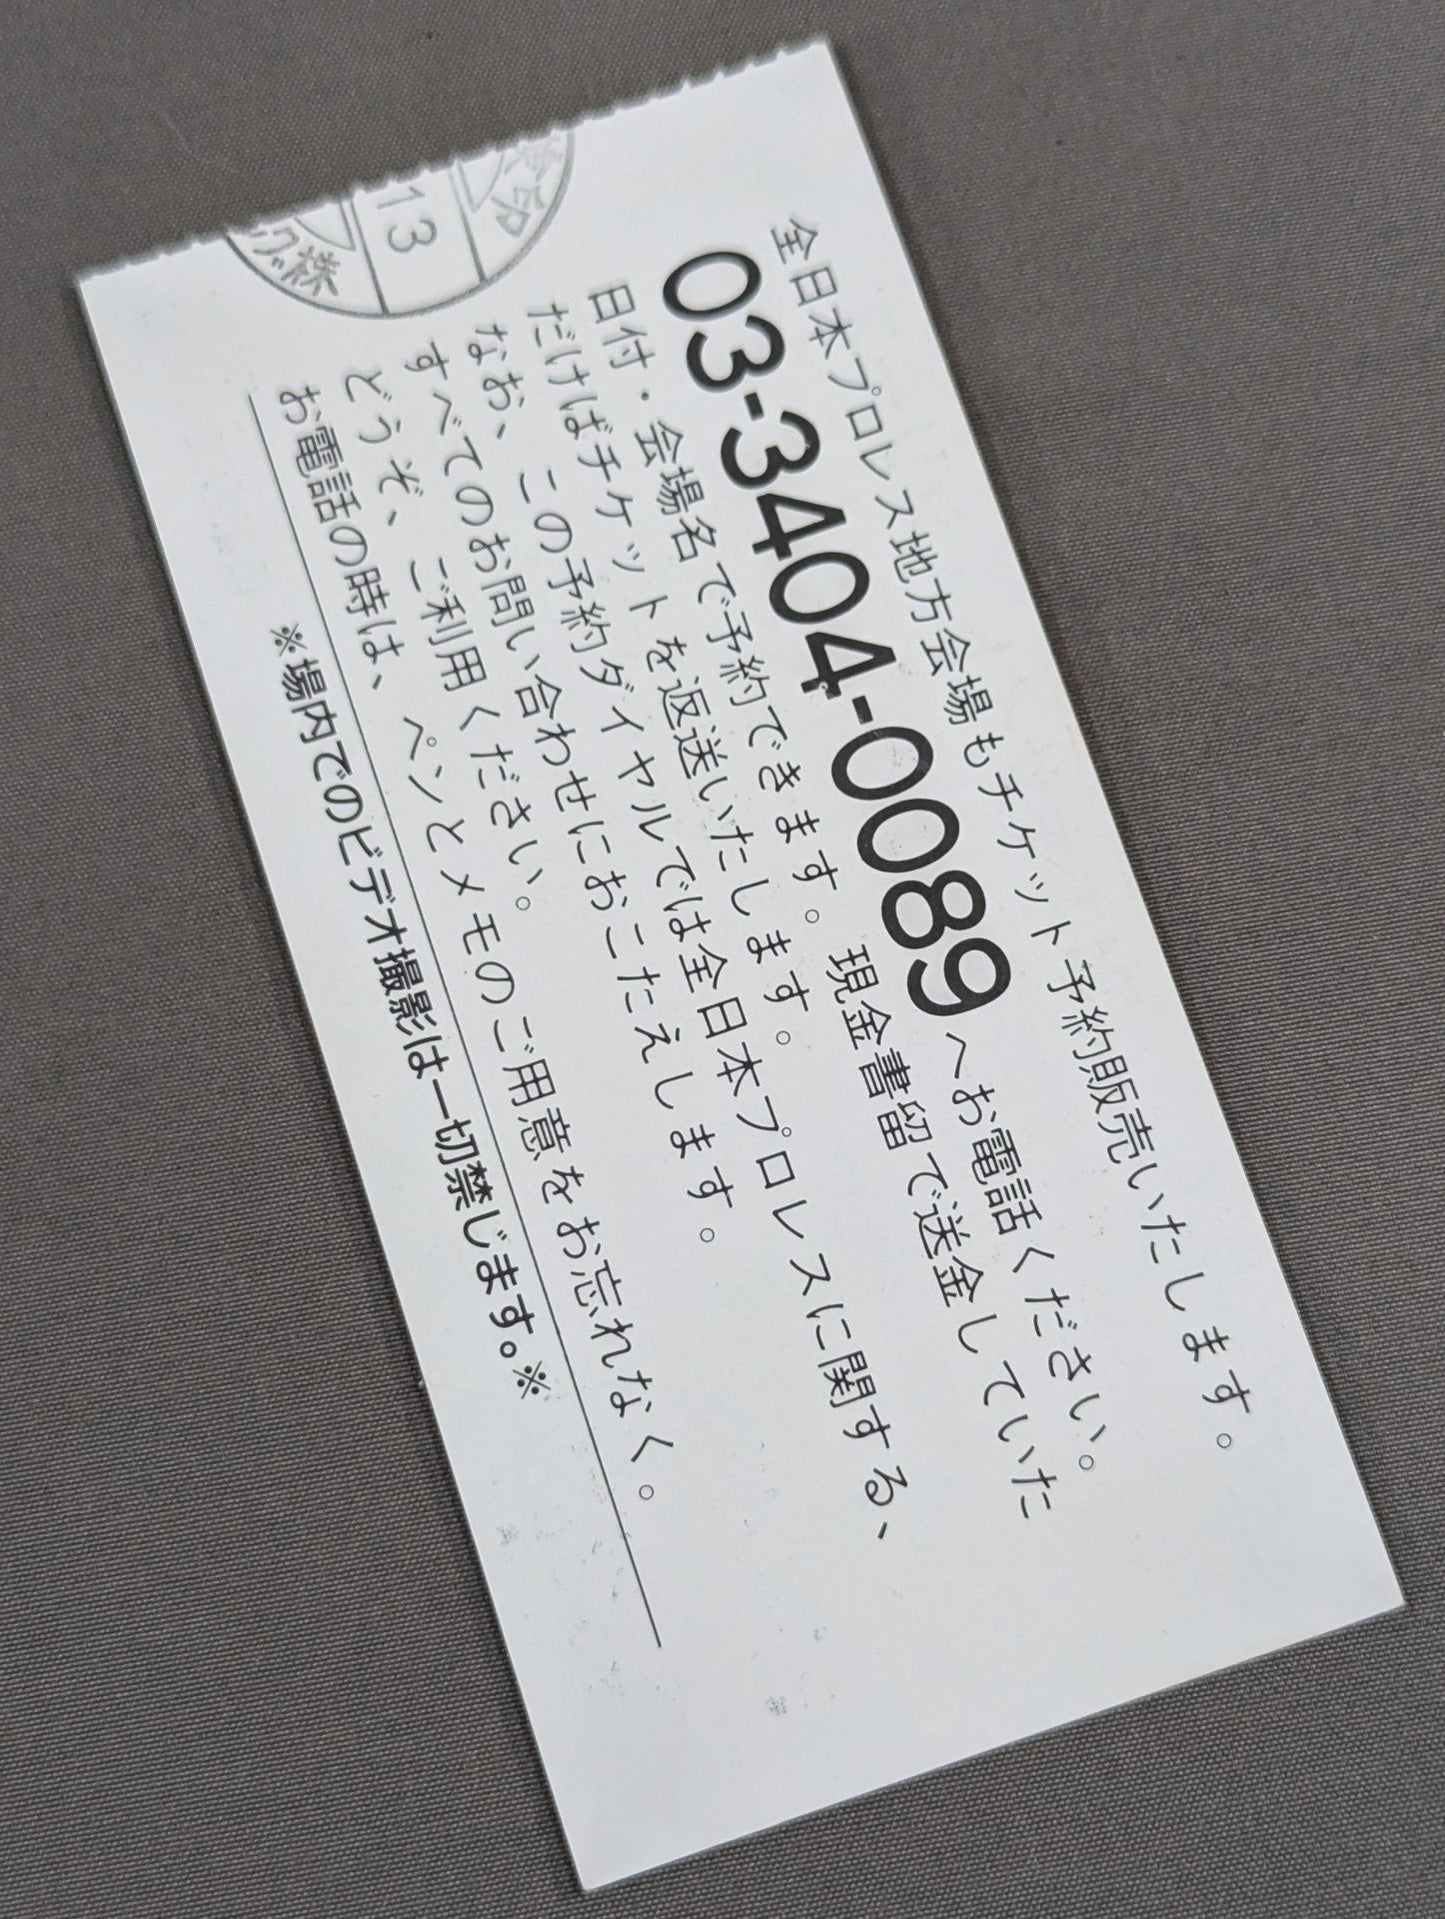 全日本プロレス地方会場もチケット予約販売いたします。
03-3404-0089へお電話ください。
日付・会場名で予約できます。現金書留で送金していた
だければチケットを返送いたします。
なお、この予約ダイヤルでは全日本プロレスに関する、
すべてのお問い合わせにおこたえします。
どうぞ、ご利用ください。
お電話の時は、ペンとメモのご用意をお忘れなく。
※場内でのビデオ撮影は一切禁じます。※
印
13
グ株